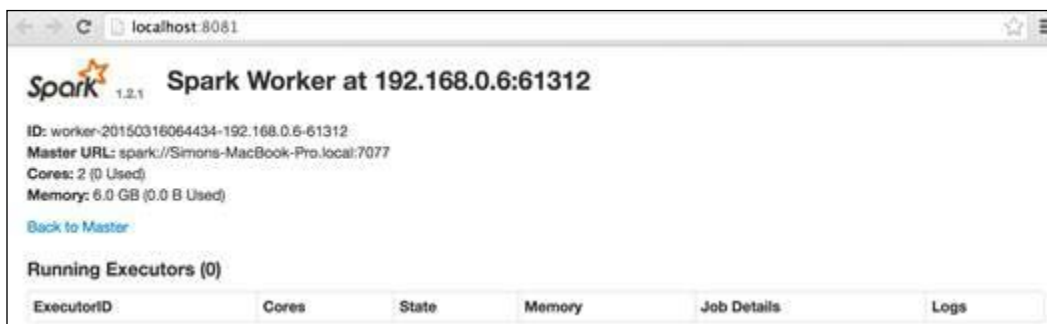 localhost:8081
Spark 1.2.1 Spark Worker at 192.168.0.6:61312
ID: worker-20150316064434-192.168.0.6-61312
Master URL: spark://Simons-MacBook-Pro.local:7077
Cores: 2 (0 Used)
Memory: 6.0 GB (0.0 B Used)
Back to Master
Running Executors (0)
ExecutorID Cores State Memory Job Details Logs